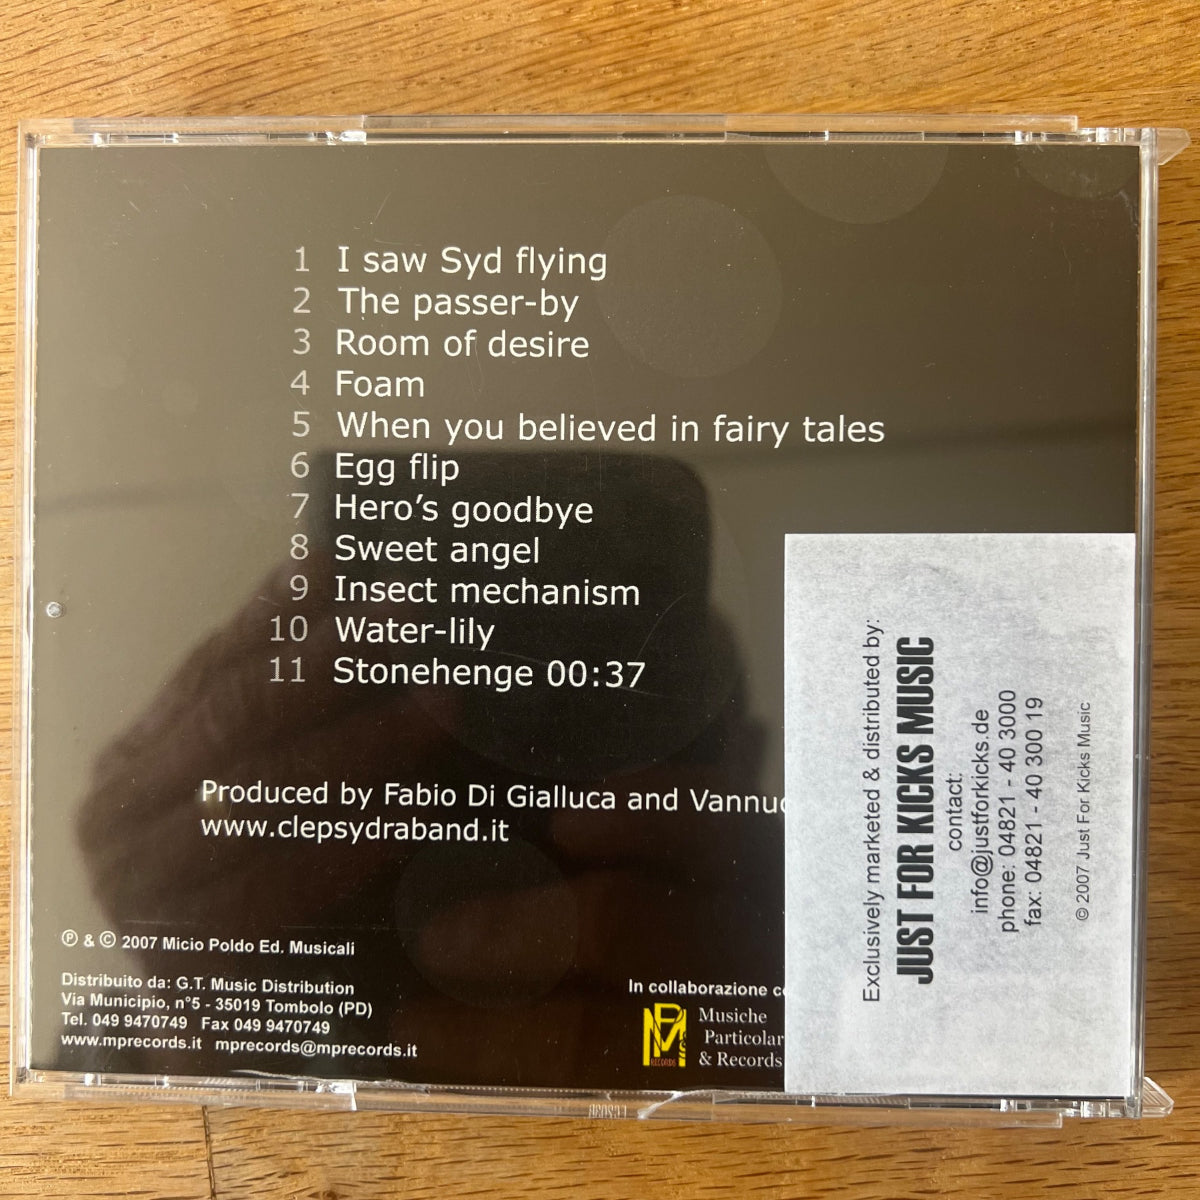 1 I saw Syd flying
2 The passer-by
3 Room of desire
4 Foam
5 When you believed in fairy tales
6 Egg flip
7 Hero's goodbye
8 Sweet angel
9 Insect mechanism
10 Water-lily
11 Stonehenge 00:37
Produced by Fabio Di Gialluca and
www.clepsydraband.it
℗ & © 2007 Micio Poldo Ed. Musicali
Distribuito da: G.T. Music Distribution
Via Municipio, n°5 - 35019 Tombolo (PD)
Tel. 049 9470749 Fax 049 9470749
www.mprecords.it mprecords@mprecords.it
In collaborazione
RECORDS
Musiche
Particolar
& Records
Exclusively marketed & distributed by:
JUST FOR KICKS MUSIC
contact:
info@justforkicks.de
phone: 04821 - 40 3000
fax: 04821 - 40 300 19
© 2007 Just For Kicks Music